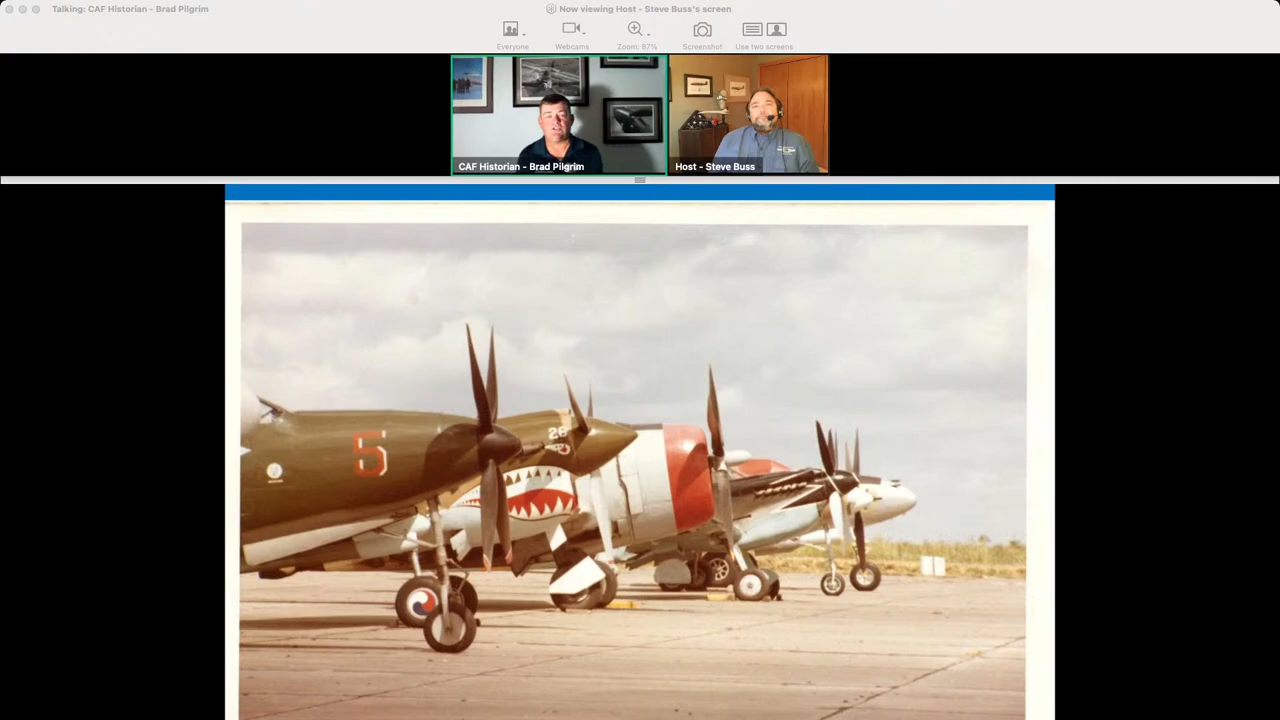 Talking: CAF Historian - Brad Pilgrim
Now viewing Host - Steve Buss's screen
Everyone
Webcams
Zoom: 67%
Screenshot
Use two screens
CAF Historian - Brad Pilgrim
Host - Steve Buss
5
26